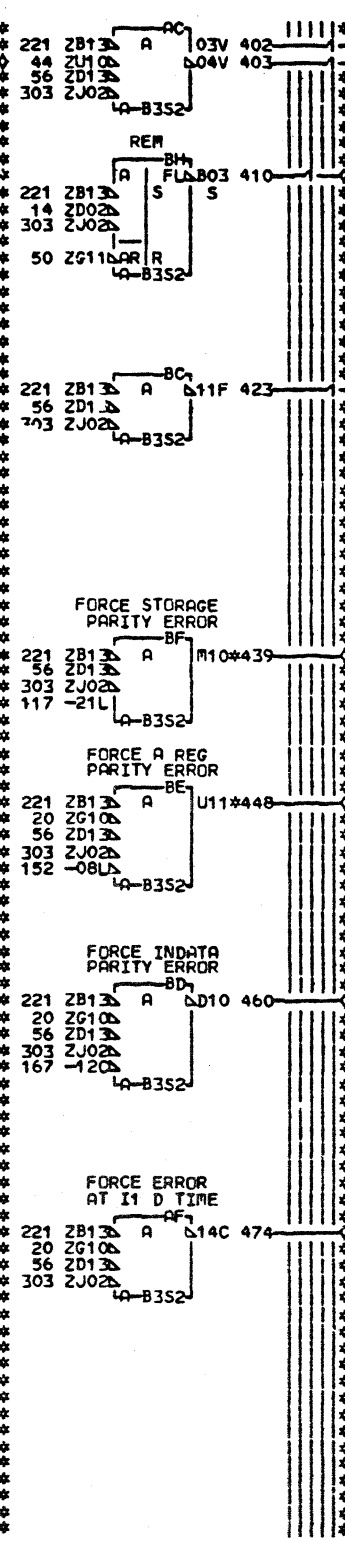 AC
221 ZB13 A 03V 402
44 ZU10 04V 403
56 ZD13
303 ZJ02
A-B3S2
REM
BH
A FL B03 410
221 ZB13 S S
14 ZD02
303 ZJ02
50 ZG11 AR R
A-B3S2
BC
221 ZB13 A 11F 423
56
303 ZJ02
A-B3S2
FORCE STORAGE
PARITY ERROR
BF
221 ZB13 A M10*439
56 ZD13
303 ZJ02
117 -21L
A-B3S2
FORCE A REG
PARITY ERROR
BE
221 ZB13 A U11*448
20 ZG10
56 ZD13
303 ZJ02
152 -08L
A-B3S2
FORCE INDATA
PARITY ERROR
BD
221 ZB13 A D10 460
20 ZG10
56 ZD13
303 ZJ02
167 -12C
A-B3S2
FORCE ERROR
AT I1 D TIME
AF
221 ZB13 A 14C 474
20 ZG10
56 ZD13
303 ZJ02
A-B3S2